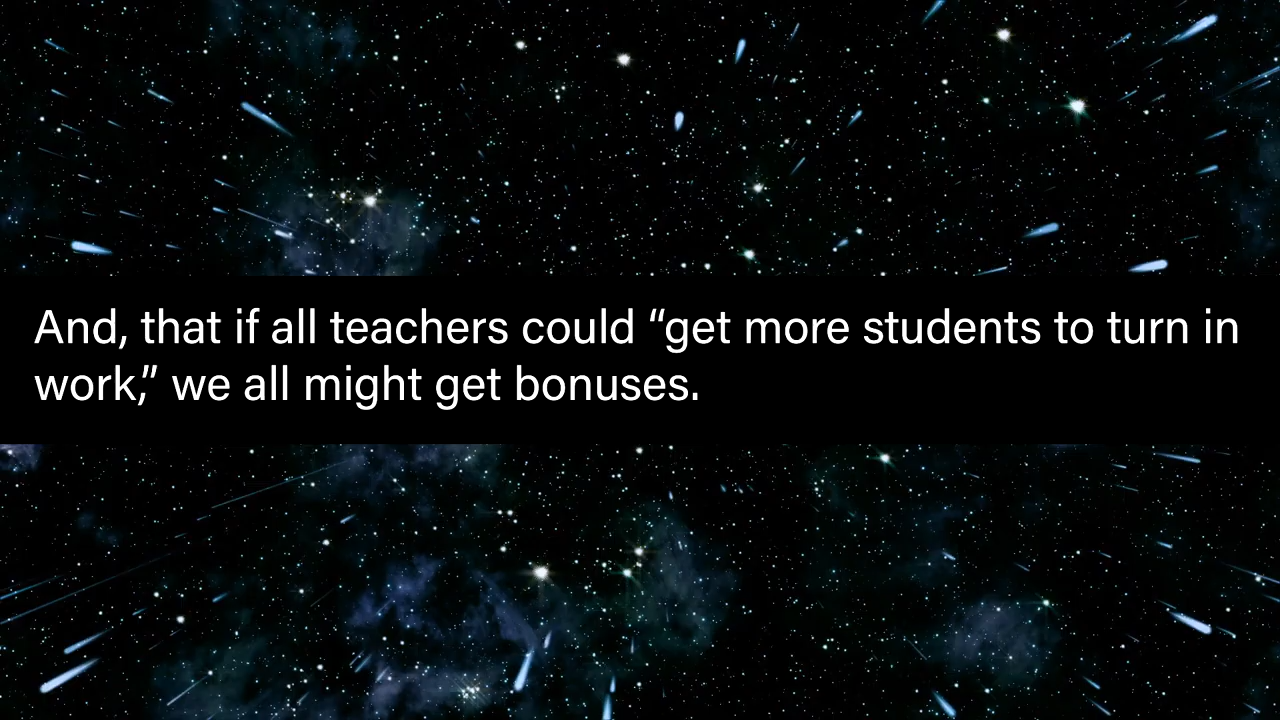 And, that if all teachers could “get more students to turn in
work,” we all might get bonuses.